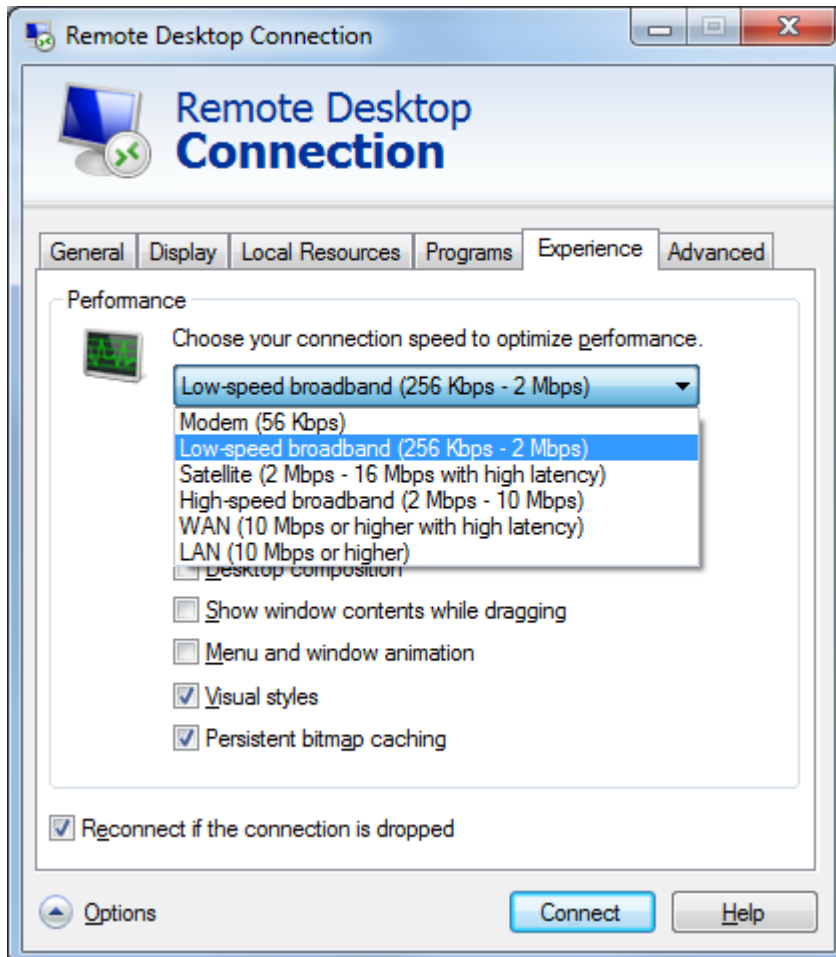 Remote Desktop Connection
Remote Desktop
Connection
General Display Local Resources Programs Experience Advanced
Performance
Choose your connection speed to optimize performance.
Low-speed broadband (256 Kbps - 2 Mbps)
Modem (56 Kbps)
Low-speed broadband (256 Kbps - 2 Mbps)
Satellite (2 Mbps - 16 Mbps with high latency)
High-speed broadband (2 Mbps - 10 Mbps)
WAN (10 Mbps or higher with high latency)
LAN (10 Mbps or higher)
Desktop composition
Show window contents while dragging
Menu and window animation
Visual styles
Persistent bitmap caching
Reconnect if the connection is dropped
Options Connect Help